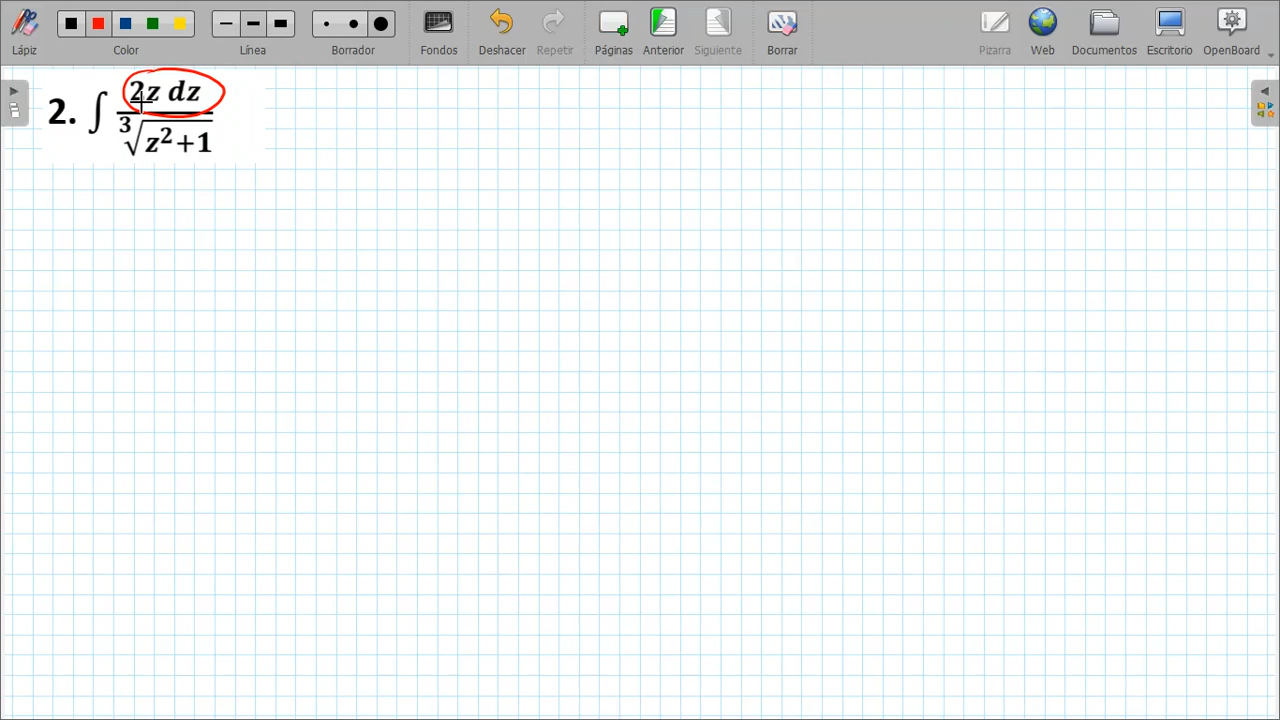 Lápiz Color Línea Borrador Fondos Deshacer Repetir Páginas Anterior Siguiente Borrar Pizarra Web Documentos Escritorio OpenBoard
2. ∫ 2z dz / ∛(z²+1)